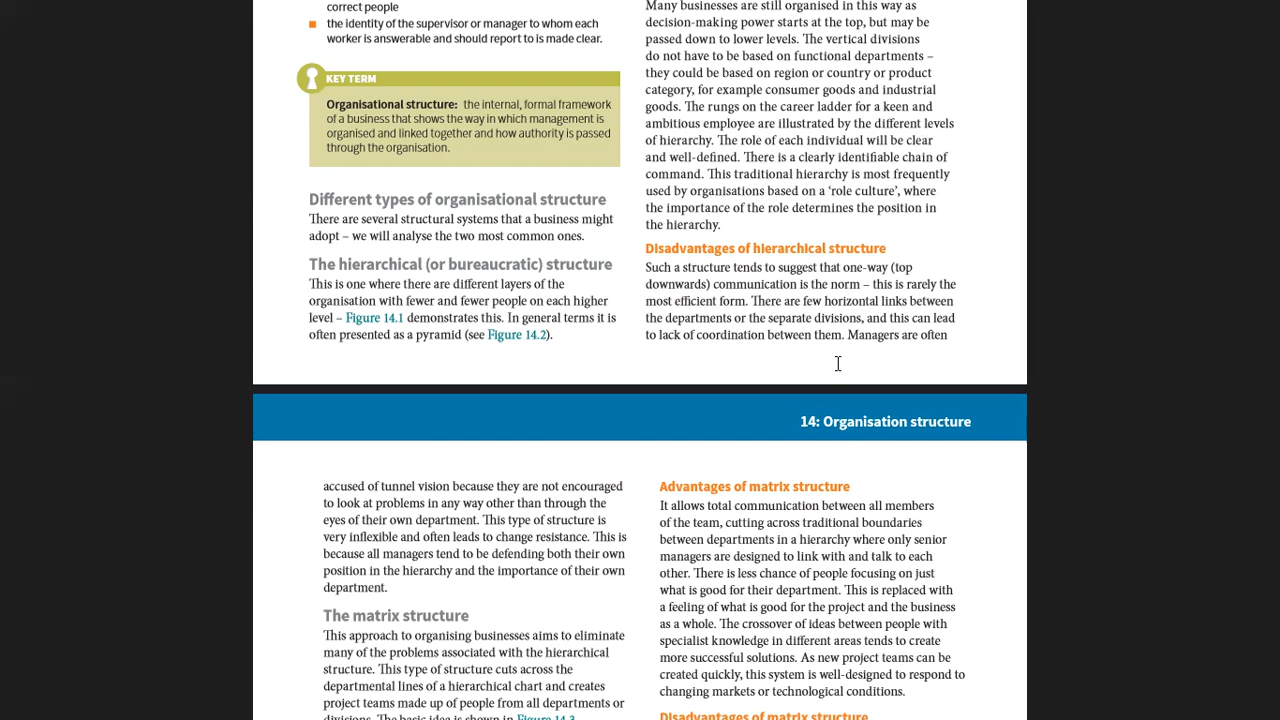 correct people
the identity of the supervisor or manager to whom each
worker is answerable and should report to is made clear.
KEY TERM
Organisational structure: the internal, formal framework
of a business that shows the way in which management is
organised and linked together and how authority is passed
through the organisation.
Different types of organisational structure
There are several structural systems that a business might
adopt – we will analyse the two most common ones.
The hierarchical (or bureaucratic) structure
This is one where there are different layers of the
organisation with fewer and fewer people on each higher
level – Figure 14.1 demonstrates this. In general terms it is
often presented as a pyramid (see Figure 14.2).
Many businesses are still organised in this way as
decision-making power starts at the top, but may be
passed down to lower levels. The vertical divisions
do not have to be based on functional departments –
they could be based on region or country or product
category, for example consumer goods and industrial
goods. The rungs on the career ladder for a keen and
ambitious employee are illustrated by the different levels
of hierarchy. The role of each individual will be clear
and well-defined. There is a clearly identifiable chain of
command. This traditional hierarchy is most frequently
used by organisations based on a ‘role culture’, where
the importance of the role determines the position in
the hierarchy.
Disadvantages of hierarchical structure
Such a structure tends to suggest that one-way (top
downwards) communication is the norm – this is rarely the
most efficient form. There are few horizontal links between
the departments or the separate divisions, and this can lead
to lack of coordination between them. Managers are often
14: Organisation structure
accused of tunnel vision because they are not encouraged
to look at problems in any way other than through the
eyes of their own department. This type of structure is
very inflexible and often leads to change resistance. This is
because all managers tend to be defending both their own
position in the hierarchy and the importance of their own
department.
The matrix structure
This approach to organising businesses aims to eliminate
many of the problems associated with the hierarchical
structure. This type of structure cuts across the
departmental lines of a hierarchical chart and creates
project teams made up of people from all departments or
divisions. The basic idea is shown in Figure 14.3
Advantages of matrix structure
It allows total communication between all members
of the team, cutting across traditional boundaries
between departments in a hierarchy where only senior
managers are designed to link with and talk to each
other. There is less chance of people focusing on just
what is good for their department. This is replaced with
a feeling of what is good for the project and the business
as a whole. The crossover of ideas between people with
specialist knowledge in different areas tends to create
more successful solutions. As new project teams can be
created quickly, this system is well-designed to respond to
changing markets or technological conditions.
Disadvantages of matrix structure